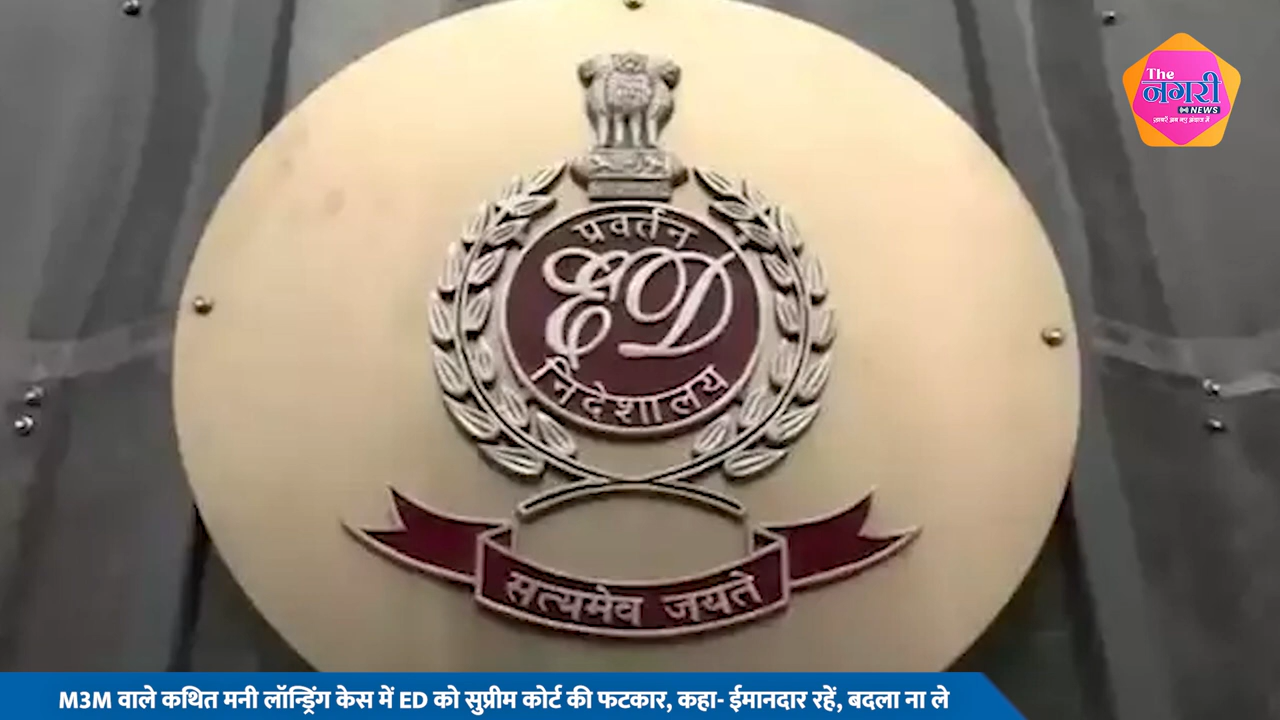 The
नगरी
NEWS
प्रवर्तन
ED
निदेशालय
सत्यमेव जयते
M3M वाले कथित मनी लॉन्ड्रिंग केस में ED को सुप्रीम कोर्ट की फटकार, कहा- ईमानदार रहें, बदला ना ले